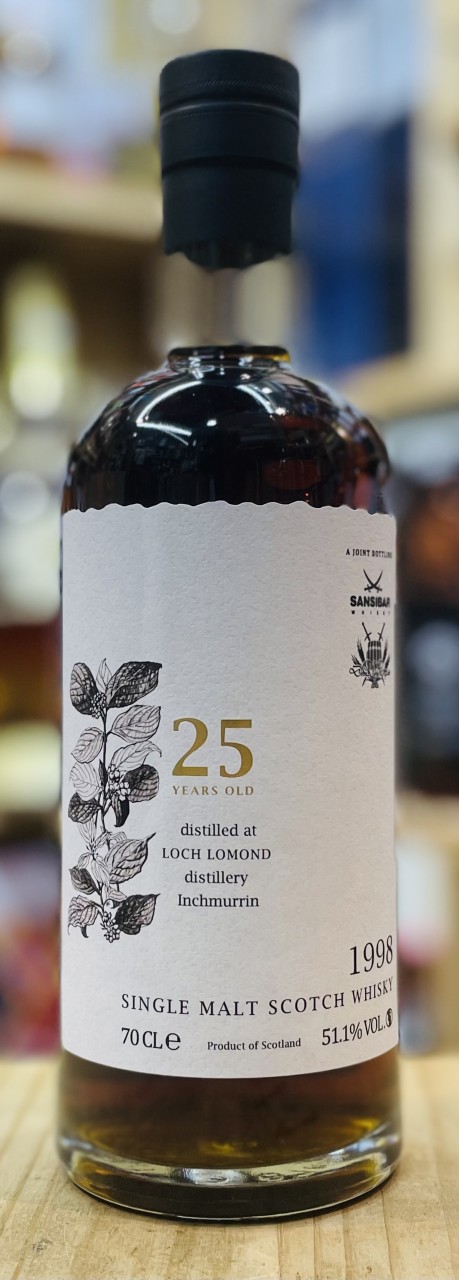 A JOINT BOTTLING
SANSIBAR
WHISKY
25
YEARS OLD
distilled at
LOCH LOMOND
distillery
Inchmurrin
1998
SINGLE MALT SCOTCH WHISKY
70 CL℮
Product of Scotland
51.1% VOL.